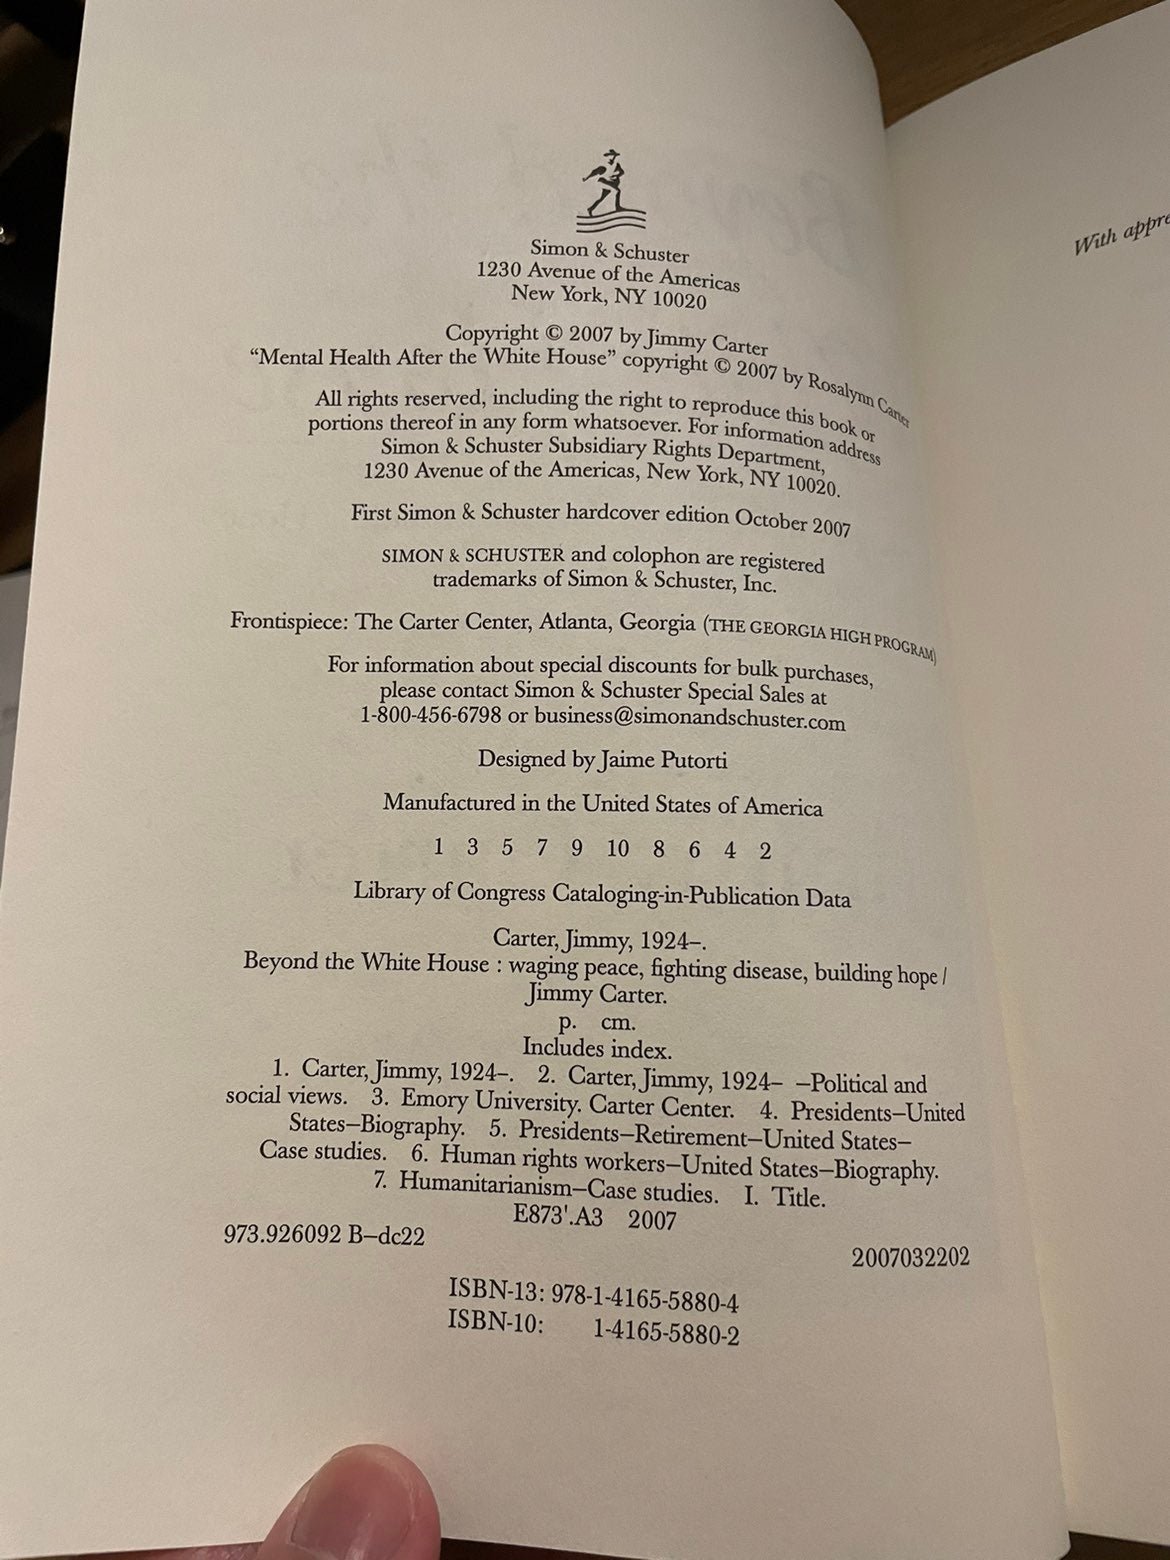 Simon & Schuster
1230 Avenue of the Americas
New York, NY 10020
Copyright © 2007 by Jimmy Carter
“Mental Health After the White House” copyright © 2007 by Rosalynn Carter
All rights reserved, including the right to reproduce this book or
portions thereof in any form whatsoever. For information address
Simon & Schuster Subsidiary Rights Department,
1230 Avenue of the Americas, New York, NY 10020.
First Simon & Schuster hardcover edition October 2007
SIMON & SCHUSTER and colophon are registered
trademarks of Simon & Schuster, Inc.
Frontispiece: The Carter Center, Atlanta, Georgia (THE GEORGIA HIGH PROGRAM)
For information about special discounts for bulk purchases,
please contact Simon & Schuster Special Sales at
1-800-456-6798 or business@simonandschuster.com
Designed by Jaime Putorti
Manufactured in the United States of America
1 3 5 7 9 10 8 6 4 2
Library of Congress Cataloging-in-Publication Data
Carter, Jimmy, 1924–.
Beyond the White House : waging peace, fighting disease, building hope /
Jimmy Carter.
p. cm.
Includes index.
1. Carter, Jimmy, 1924–. 2. Carter, Jimmy, 1924– –Political and
social views. 3. Emory University. Carter Center. 4. Presidents–United
States–Biography. 5. Presidents–Retirement–United States–
Case studies. 6. Human rights workers–United States–Biography.
7. Humanitarianism–Case studies. I. Title.
E873'.A3 2007
973.926092 B–dc22
2007032202
ISBN-13: 978-1-4165-5880-4
ISBN-10: 1-4165-5880-2
With